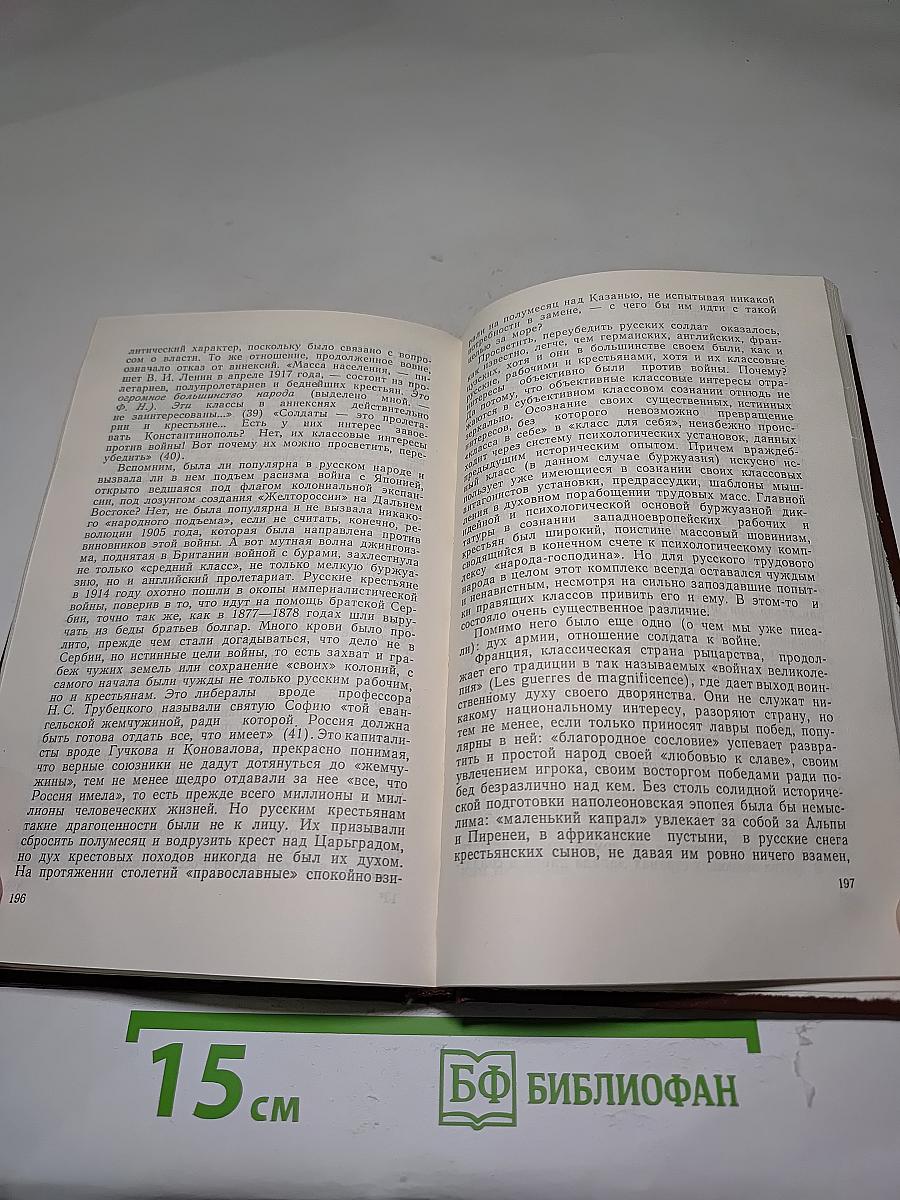 литический характер, поскольку было связано с вопро-
сом о власти. То же отношение, продолженное вовне,
означало отказ от аннексий. «Масса населения, — пи-
шет В. И. Ленин в апреле 1917 года, — состоит из про-
летариев, полупролетариев и беднейших крестьян. Это
огромное большинство народа (выделено мной. —
Ф. Н.). Эти классы в аннексиях действительно
не заинтересованы...» (39) «Солдаты — это пролета-
рии и крестьяне... Есть у них интерес завое-
вать Константинополь? Нет, их классовые интересы
против войны! Вот почему их можно просветить, пере-
убедить» (40).
Вспомним, была ли популярна в русском народе и
вызвала ли в нем подъем расизма война с Японией,
открыто ведшаяся под флагом колониальной экспан-
сии, под лозунгом создания «Желтороссии» на Дальнем
Востоке? Нет, не была популярна и не вызвала никако-
го «народного подъема», если не считать, конечно, ре-
волюции 1905 года, которая была направлена против
виновников этой войны. А вот мутная волна джингоиз-
ма, поднятая в Британии войной с бурами, захлестнула
не только «средний класс», не только мелкую буржуа-
зию, но и английский пролетариат. Русские крестьяне
в 1914 году охотно пошли в окопы империалистической
войны, поверив в то, что идут на помощь братской Сер-
бии, точно так же, как в 1877—1878 годах шли выру-
чать из беды братьев болгар. Много крови было про-
лито, прежде чем стали догадываться, что дело не в
Сербии, но истинные цели войны, то есть захват и гра-
беж чужих земель или сохранение «своих» колоний, с
самого начала были чужды не только русским рабочим,
но и крестьянам. Это либералы вроде профессора
Н. С. Трубецкого называли святую Софию «той еван-
гельской жемчужиной, ради которой Россия должна
быть готова отдать все, что имеет» (41). Это капитали-
сты вроде Гучкова и Коновалова, прекрасно понимая,
что верные союзники не дадут дотянуться до «жемчу-
жины», тем не менее щедро отдавали за нее «все, что
Россия имела», то есть прежде всего миллионы и мил-
лионы человеческих жизней. Но русским крестьянам
такие драгоценности были не к лицу. Их призывали
сбросить полумесяц и водрузить крест над Царьградом,
но дух крестовых походов никогда не был их духом.
На протяжении столетий «православные» спокойно взи-
196
рали на полумесяц над Казанью, не испытывая никакой
потребности в замене, — с чего бы им идти с такой
за море?
Просветить, переубедить русских солдат оказалось,
как известно, легче, чем германских, английских, фран-
хотя и они в большинстве своем были, как и
русские, рабочими и крестьянами, хотя и их классовые
интересы объективно были против войны. Почему?
Да потому, что объективные классовые интересы отра-
жаются в субъективном классовом сознании отнюдь не
зеркально. Осознание своих существенных, истинных
интересов, без которого невозможно превращение
«класса в себе» в «класс для себя», неизбежно проис-
ходит через систему психологических установок, данных
предыдущим историческим опытом. Причем враждеб-
ный класс (в данном случае буржуазия) искусно ис-
пользует уже имеющиеся в сознании своих классовых
антагонистов установки, предрассудки, шаблоны мыш-
ления в духовном порабощении трудовых масс. Главной
идейной и психологической основой буржуазной дик-
татуры в сознании западноевропейских рабочих и
крестьян был широкий, поистине массовый шовинизм,
сводящийся в конечном счете к психологическому комп-
лексу «народа-господина». Но для русского трудового
народа в целом этот комплекс всегда оставался чуждым
и ненавистным, несмотря на сильно запоздавшие попыт-
ки правящих классов привить его и ему. В этом-то и
состояло очень существенное различие.
Помимо него было еще одно (о чем мы уже писа-
ли): дух армии, отношение солдата к войне.
Франция, классическая страна рыцарства, продол-
жает его традиции в так называемых «войнах великоле-
пия» (Les guerres de magnificence), где дает выход воин-
ственному духу своего дворянства. Они не служат ни-
какому национальному интересу, разоряют страну, но
тем не менее, если только приносят лавры побед, попу-
лярны в ней: «благородное сословие» успевает развра-
тить и простой народ своей «любовью к славе», своим
увлечением игрока, своим восторгом победами ради по-
бед безразлично над кем. Без столь солидной историче-
ской подготовки наполеоновская эпопея была бы немыс-
лима: «маленький капрал» увлекает за собой за Альпы
и Пиренеи, в африканские пустыни, в русские снега
крестьянских сынов, не давая им ровно ничего взамен,
197
15 см
БФ БИБЛИОФАН